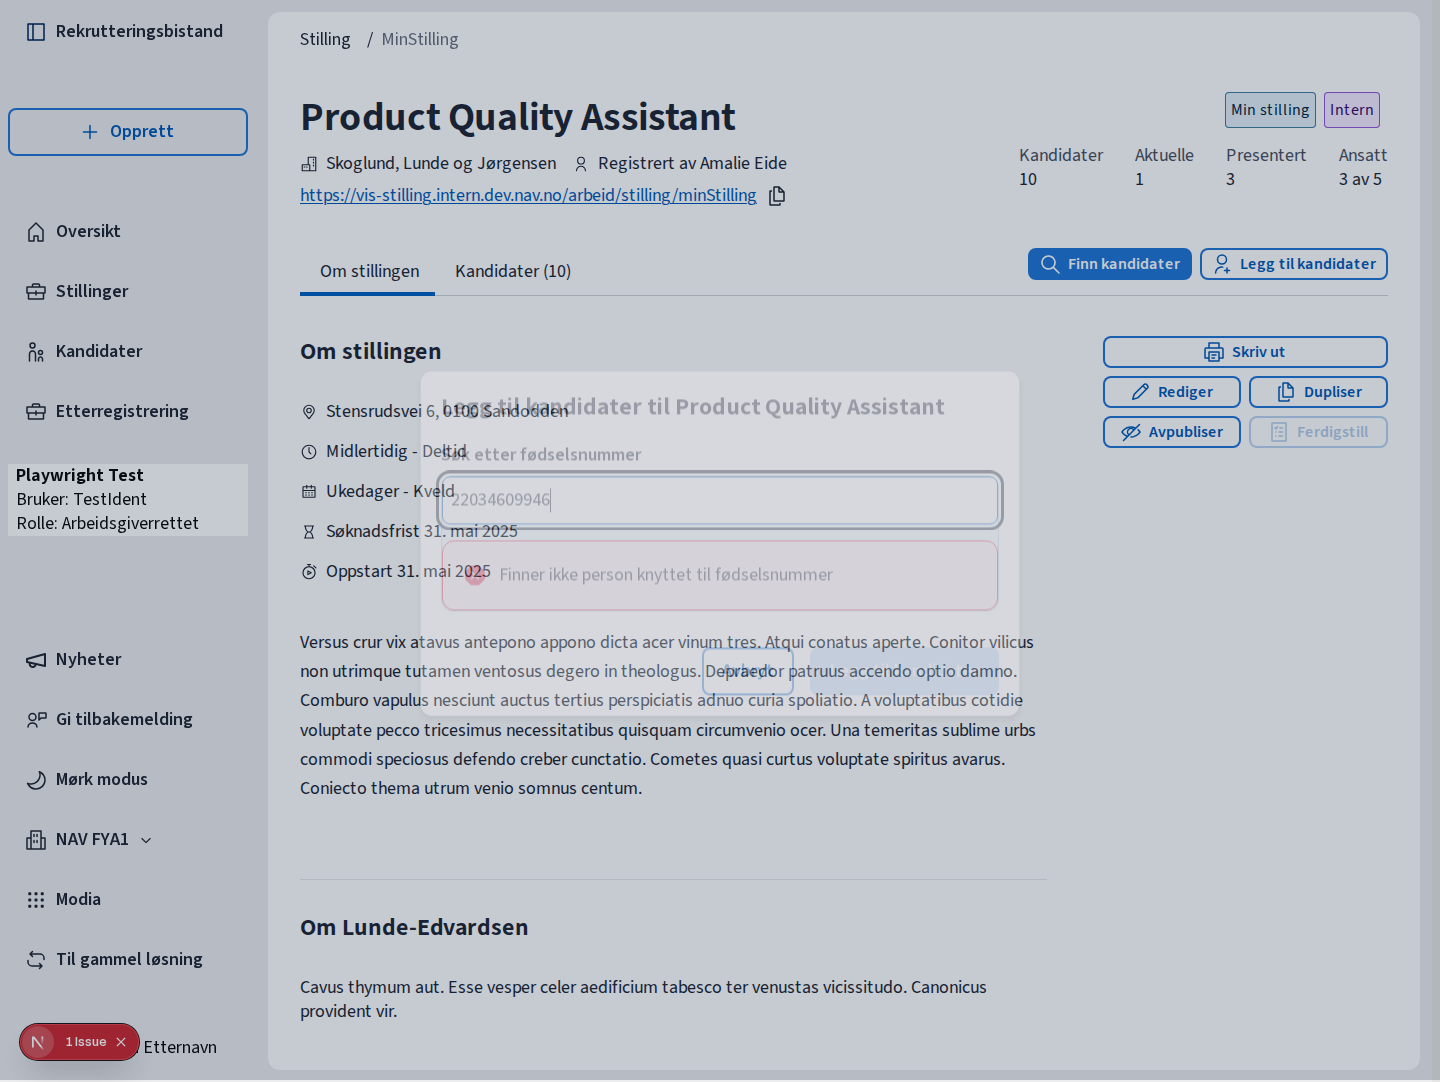 Rekrutteringsbistand
Opprett
Oversikt
Stillinger
Kandidater
Etterregistrering
Playwright Test
Bruker: TestIdent
Rolle: Arbeidsgiverrettet
Nyheter
Gi tilbakemelding
Mørk modus
NAV FYA1
Modia
Til gammel løsning
N 1 Issue
Etternavn
Stilling / MinStilling
Product Quality Assistant
Skoglund, Lunde og Jørgensen Registrert av Amalie Eide
https://vis-stilling.intern.dev.nav.no/arbeid/stilling/minStilling
Min stilling Intern
Kandidater Aktuelle Presentert Ansatt
10 1 3 3 av 5
Om stillingen Kandidater (10)
Finn kandidater Legg til kandidater
Om stillingen
Stensrudsvei 6, 0100 Sandodden
Midlertidig - Deltid
Ukedager - Kveld
Søknadsfrist 31. mai 2025
Oppstart 31. mai 2025
Skriv ut
Rediger Dupliser
Avpubliser Ferdigstill
Legg til kandidater til Product Quality Assistant
Søk etter fødselsnummer
22034609946
Finner ikke person knyttet til fødselsnummer
Avbryt
Versus crur vix atavus antepono appono dicta acer vinum tres. Atqui conatus aperte. Conitor vilicus
non utrimque tutamen ventosus degero in theologus. Depraedor patruus accendo optio damno.
Comburo vapulus nesciunt auctus tertius perspiciatis adnuo curia spoliatio. A voluptatibus cotidie
voluptate pecco tricesimus necessitatibus quisquam circumvenio ocer. Una temeritas sublime urbs
commodi speciosus defendo creber cunctatio. Cometes quasi curtus voluptate spiritus avarus.
Coniecto thema utrum venio somnus centum.
Om Lunde-Edvardsen
Cavus thymum aut. Esse vesper celer aedificium tabesco ter venustas vicissitudo. Canonicus
provident vir.